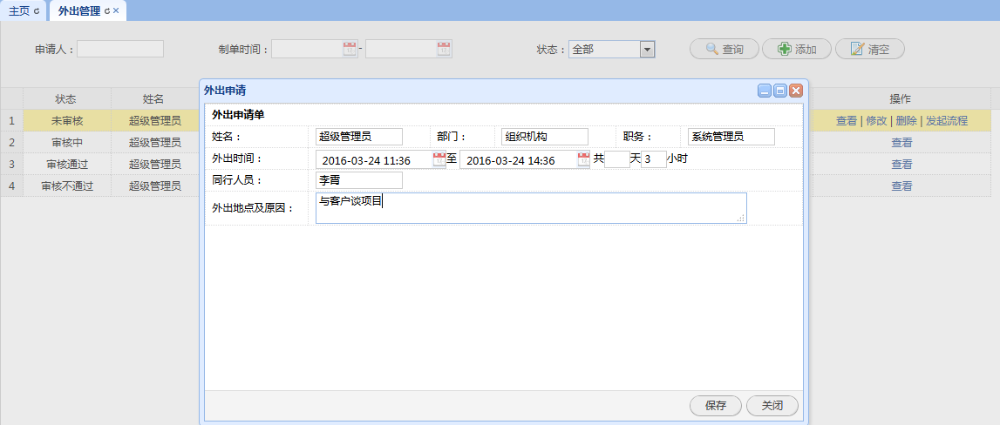 主页 外出管理
申请人： 制单时间： - 状态： 全部 查询 添加 清空
外出申请
状态 姓名 操作
外出申请单
1 未审核 超级管理员 查看 | 修改 | 删除 | 发起流程
姓名： 超级管理员 部门： 组织机构 职务： 系统管理员
2 审核中 超级管理员 查看
外出时间： 2016-03-24 11:36 至 2016-03-24 14:36 共 天 3 小时
3 审核通过 超级管理员 查看
同行人员： 李霄
4 审核不通过 超级管理员 查看
外出地点及原因： 与客户谈项目
保存 关闭